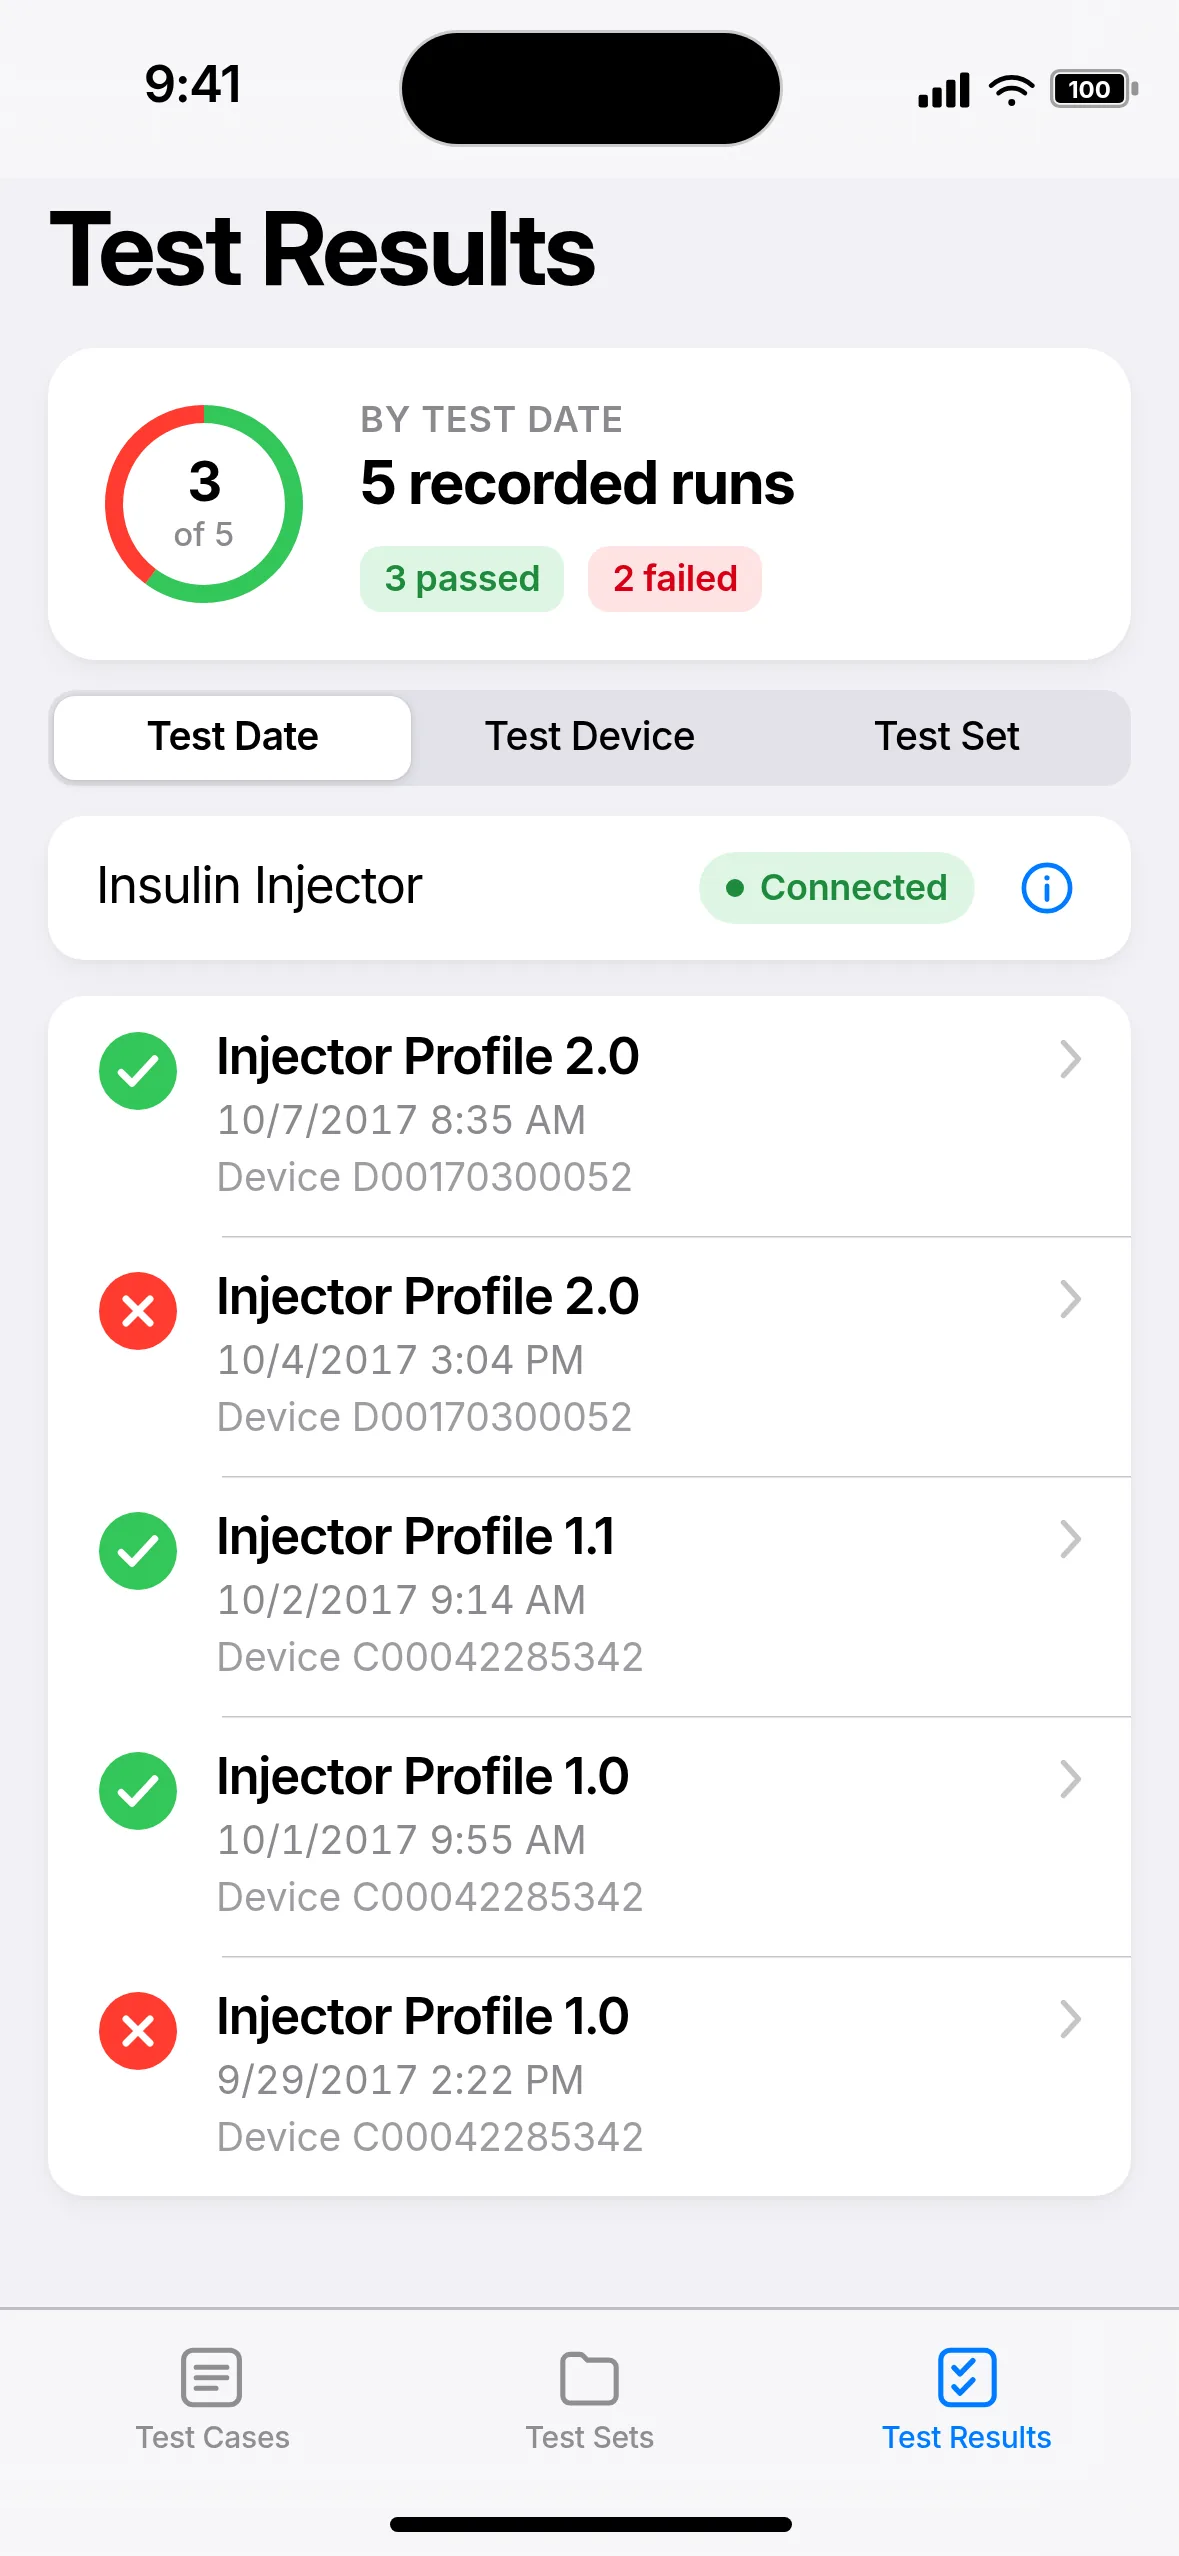 9:41
100
Test Results
3
of 5
BY TEST DATE
5 recorded runs
3 passed
2 failed
Test Date
Test Device
Test Set
Insulin Injector
Connected
Injector Profile 2.0
10/7/2017 8:35 AM
Device D00170300052
Injector Profile 2.0
10/4/2017 3:04 PM
Device D00170300052
Injector Profile 1.1
10/2/2017 9:14 AM
Device C00042285342
Injector Profile 1.0
10/1/2017 9:55 AM
Device C00042285342
Injector Profile 1.0
9/29/2017 2:22 PM
Device C00042285342
Test Cases
Test Sets
Test Results